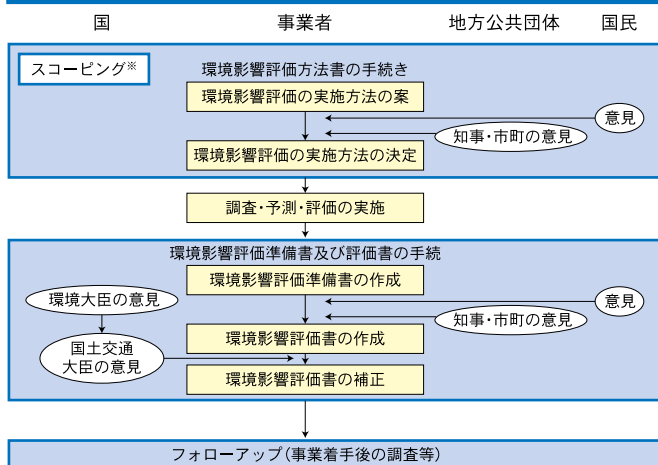 国 事業者 地方公共団体 国民
スコーピング※
環境影響評価方法書の手続き
環境影響評価の実施方法の案
意見
知事・市町の意見
環境影響評価の実施方法の決定
調査・予測・評価の実施
環境影響評価準備書及び評価書の手続
環境影響評価準備書の作成
環境大臣の意見
意見
知事・市町の意見
環境影響評価書の作成
国土交通
大臣の意見
環境影響評価書の補正
フォローアップ(事業着手後の調査等)